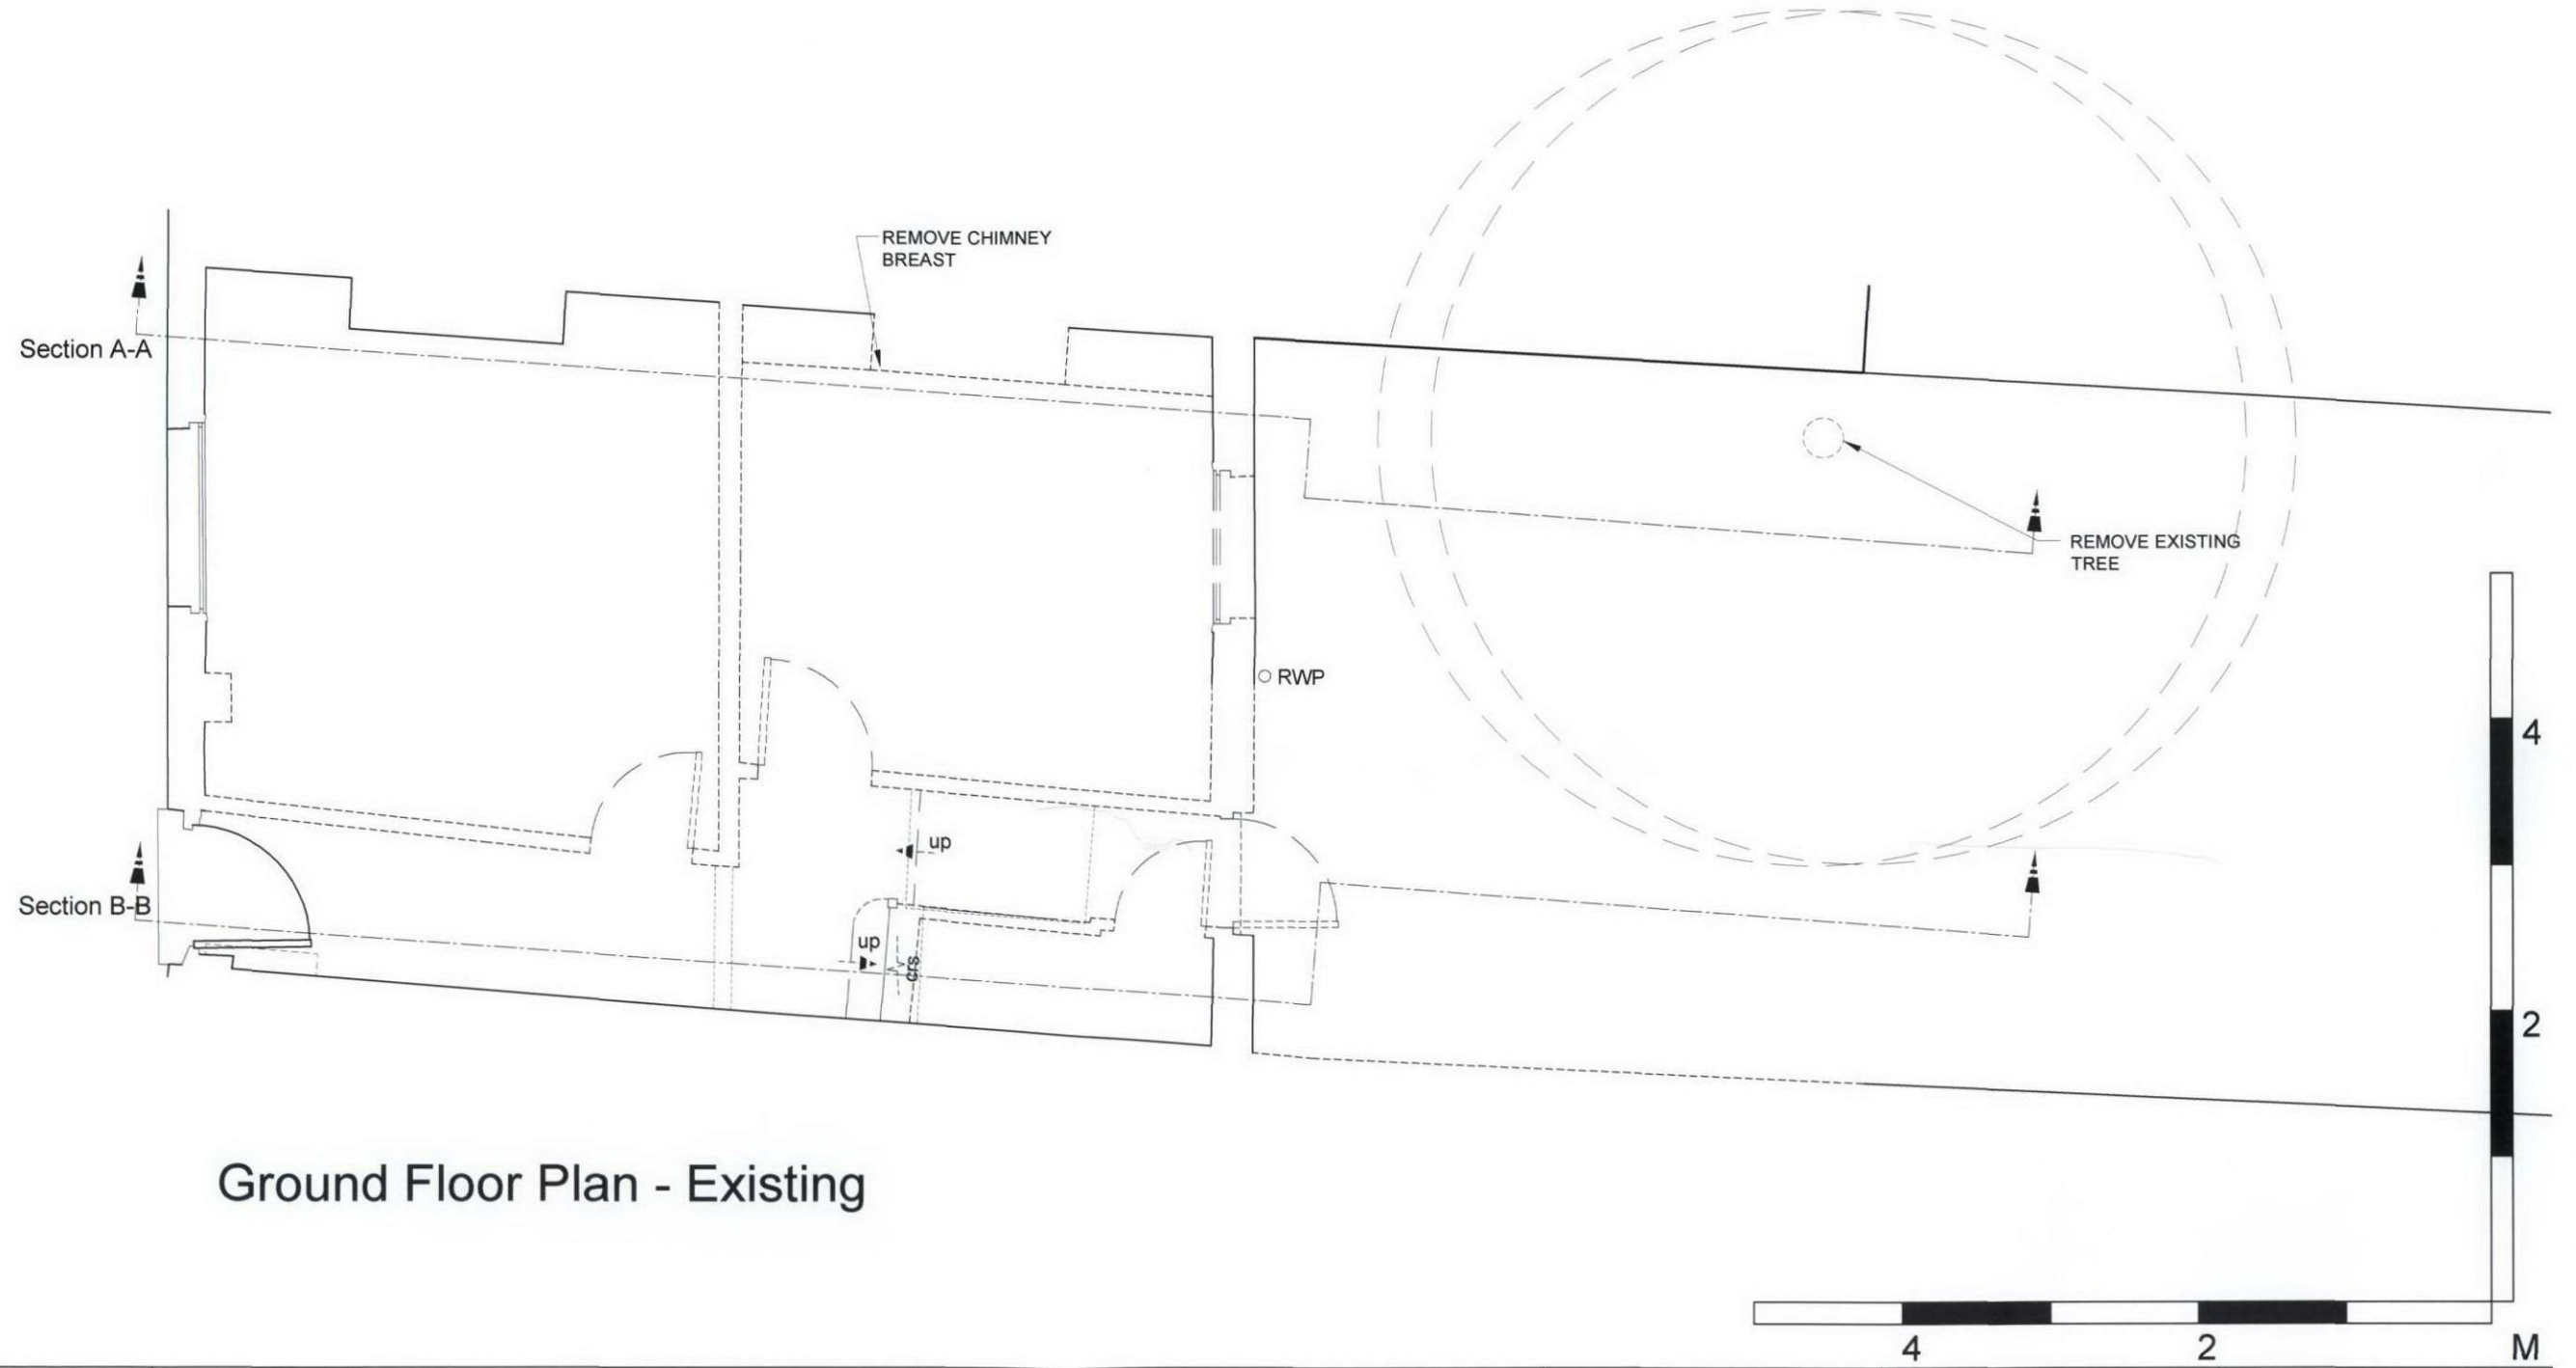 REMOVE CHIMNEY
BREAST
Section A-A
REMOVE EXISTING
TREE
RWP
4
up
Section B-B
up
crs
2
Ground Floor Plan - Existing
4
2
M